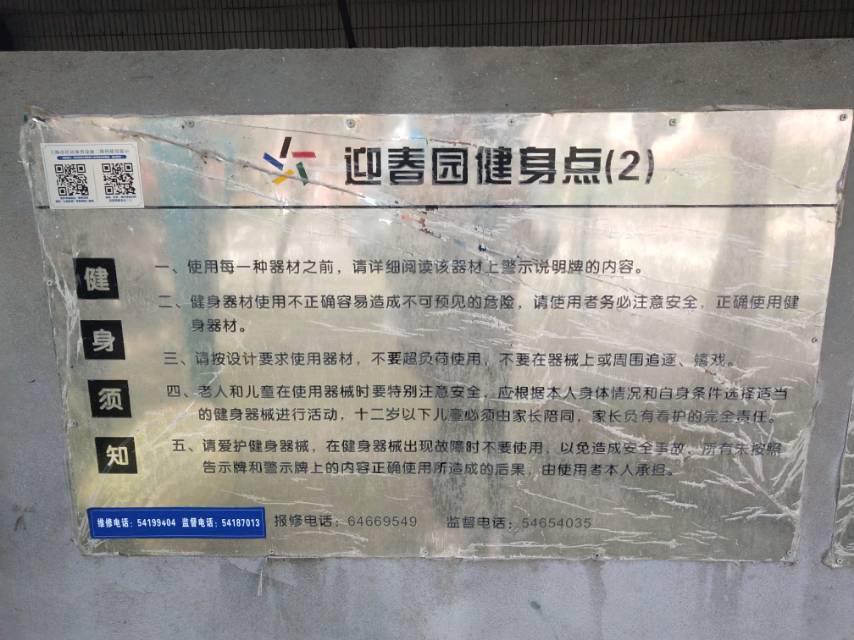 迎春园健身点(2)
健身须知
一、使用每一种器材之前，请详细阅读该器材上警示说明牌的内容。
二、健身器材使用不正确容易造成不可预见的危险，请使用者务必注意安全，正确使用健
身器材。
三、请按设计要求使用器材，不要超负荷使用，不要在器械上或周围追逐、嬉戏。
四、老人和儿童在使用器械时要特别注意安全，应根据本人身体情况和自身条件选择适当
的健身器械进行活动，十二岁以下儿童必须由家长陪同，家长负有看护的完全责任。
五、请爱护健身器械，在健身器械出现故障时不要使用，以免造成安全事故，所有未按照
告示牌和警示牌上的内容正确使用所造成的后果，由使用者本人承担。
维修电话：54199404 监督电话：54187013
报修电话：64669549 监督电话：54654035